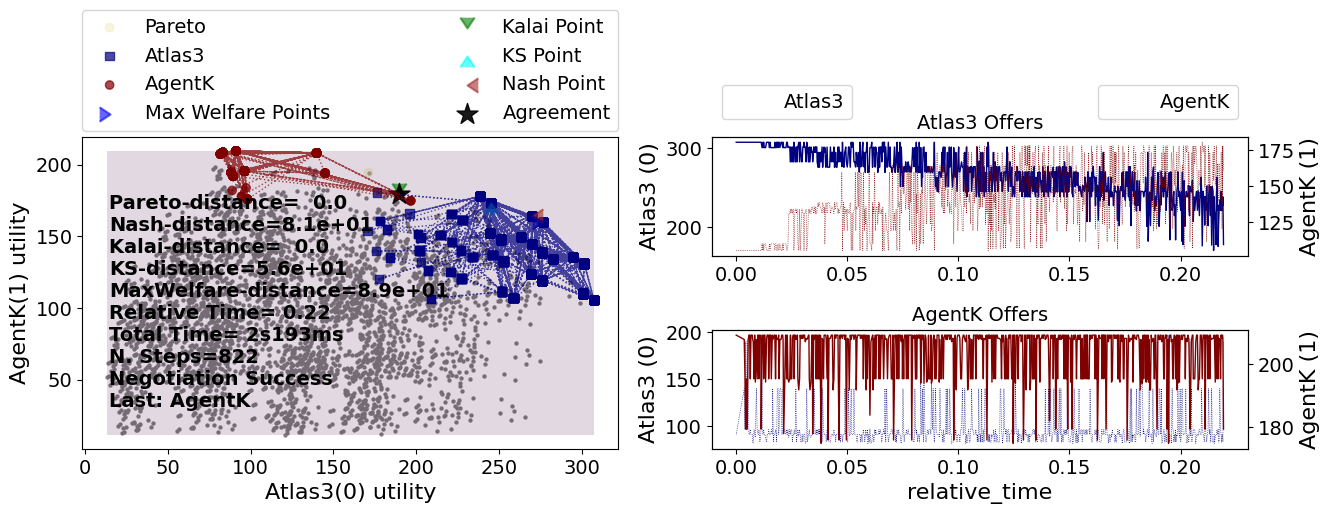 Pareto
Atlas3
AgentK
Max Welfare Points
Kalai Point
KS Point
Nash Point
Agreement
AgentK(1) utility
200
150
100
50
Pareto-distance=  0.0
Nash-distance=8.1e+01
Kalai-distance=  0.0
KS-distance=5.6e+01
MaxWelfare-distance=8.9e+01
Relative Time= 0.22
Total Time= 2s193ms
N. Steps=822
Negotiation Success
Last: AgentK
0 50 100 150 200 250 300
Atlas3(0) utility
Atlas3
AgentK
Atlas3 Offers
Atlas3 (0)
300
200
AgentK (1)
175
150
125
0.00 0.05 0.10 0.15 0.20
AgentK Offers
Atlas3 (0)
200
150
100
AgentK (1)
200
180
0.00 0.05 0.10 0.15 0.20
relative_time